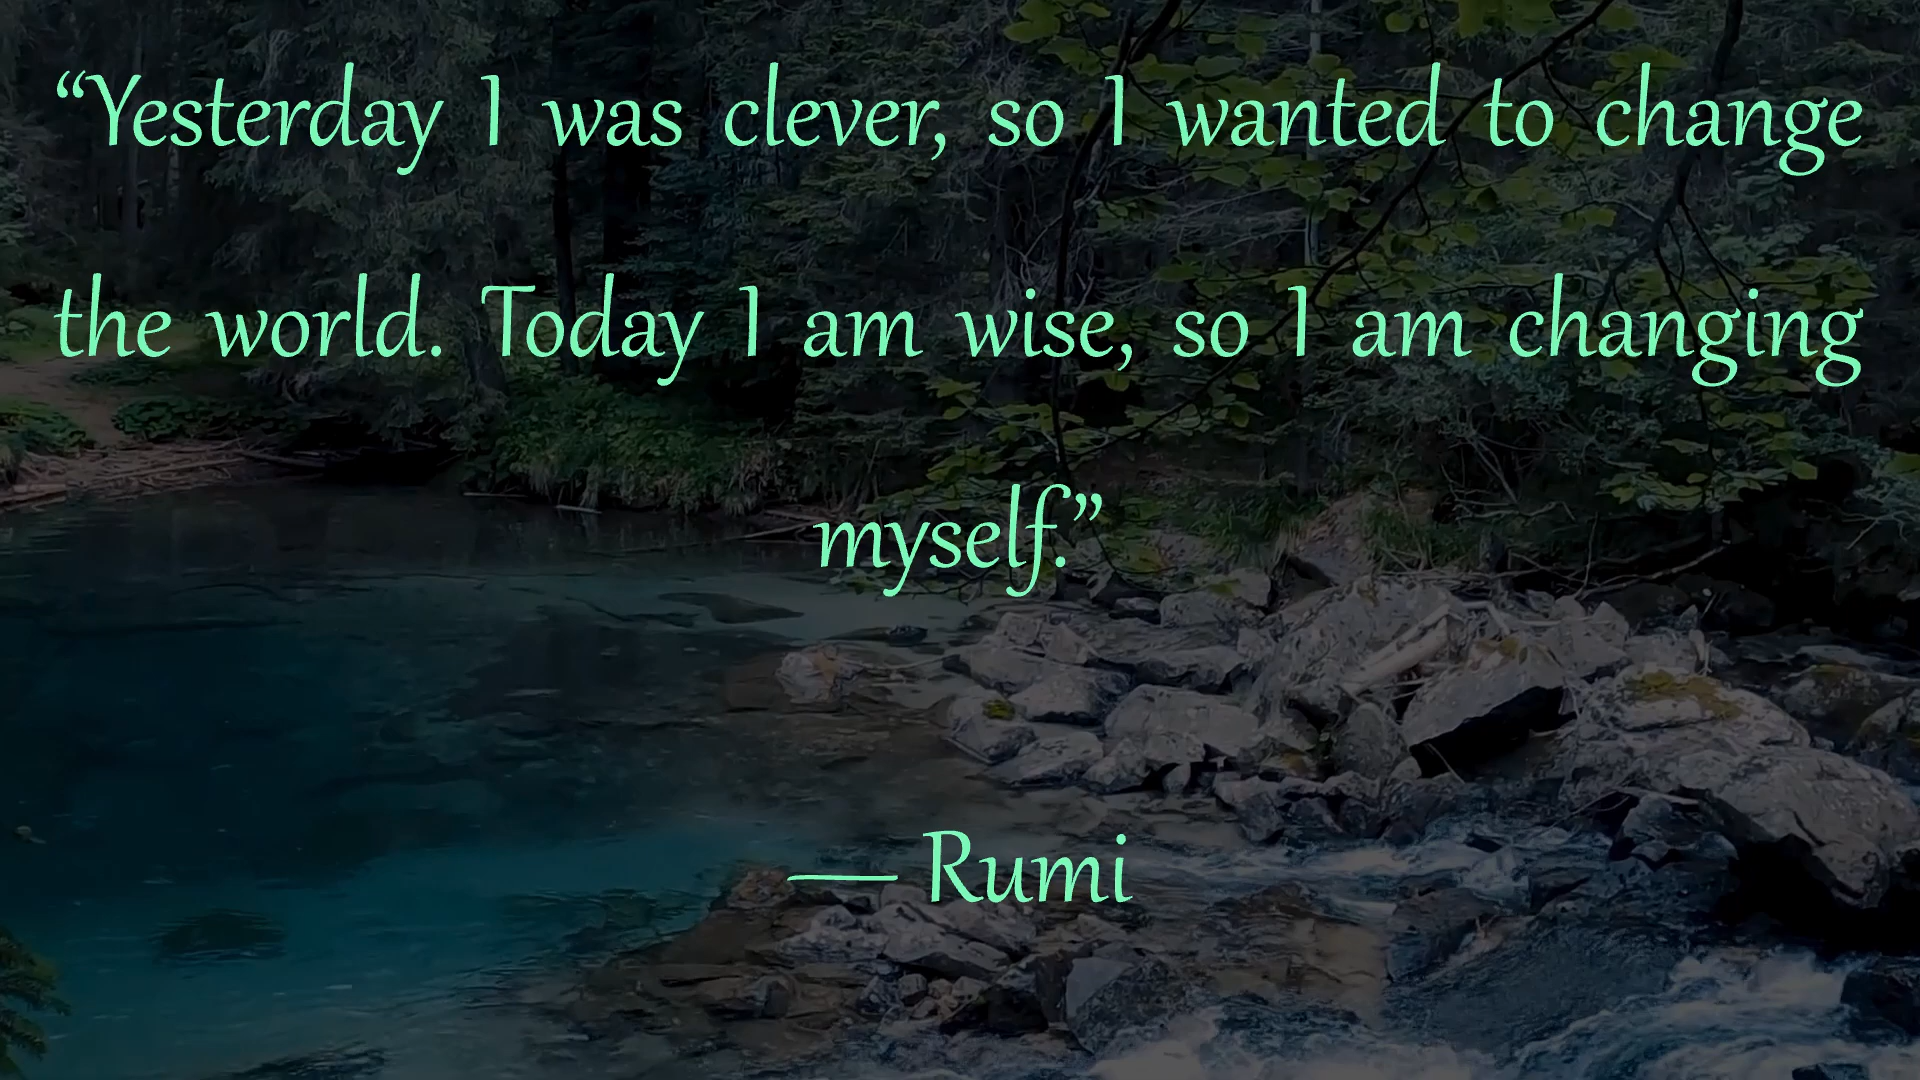 “Yesterday I was clever, so I wanted to change
the world. Today I am wise, so I am changing
myself.”
— Rumi